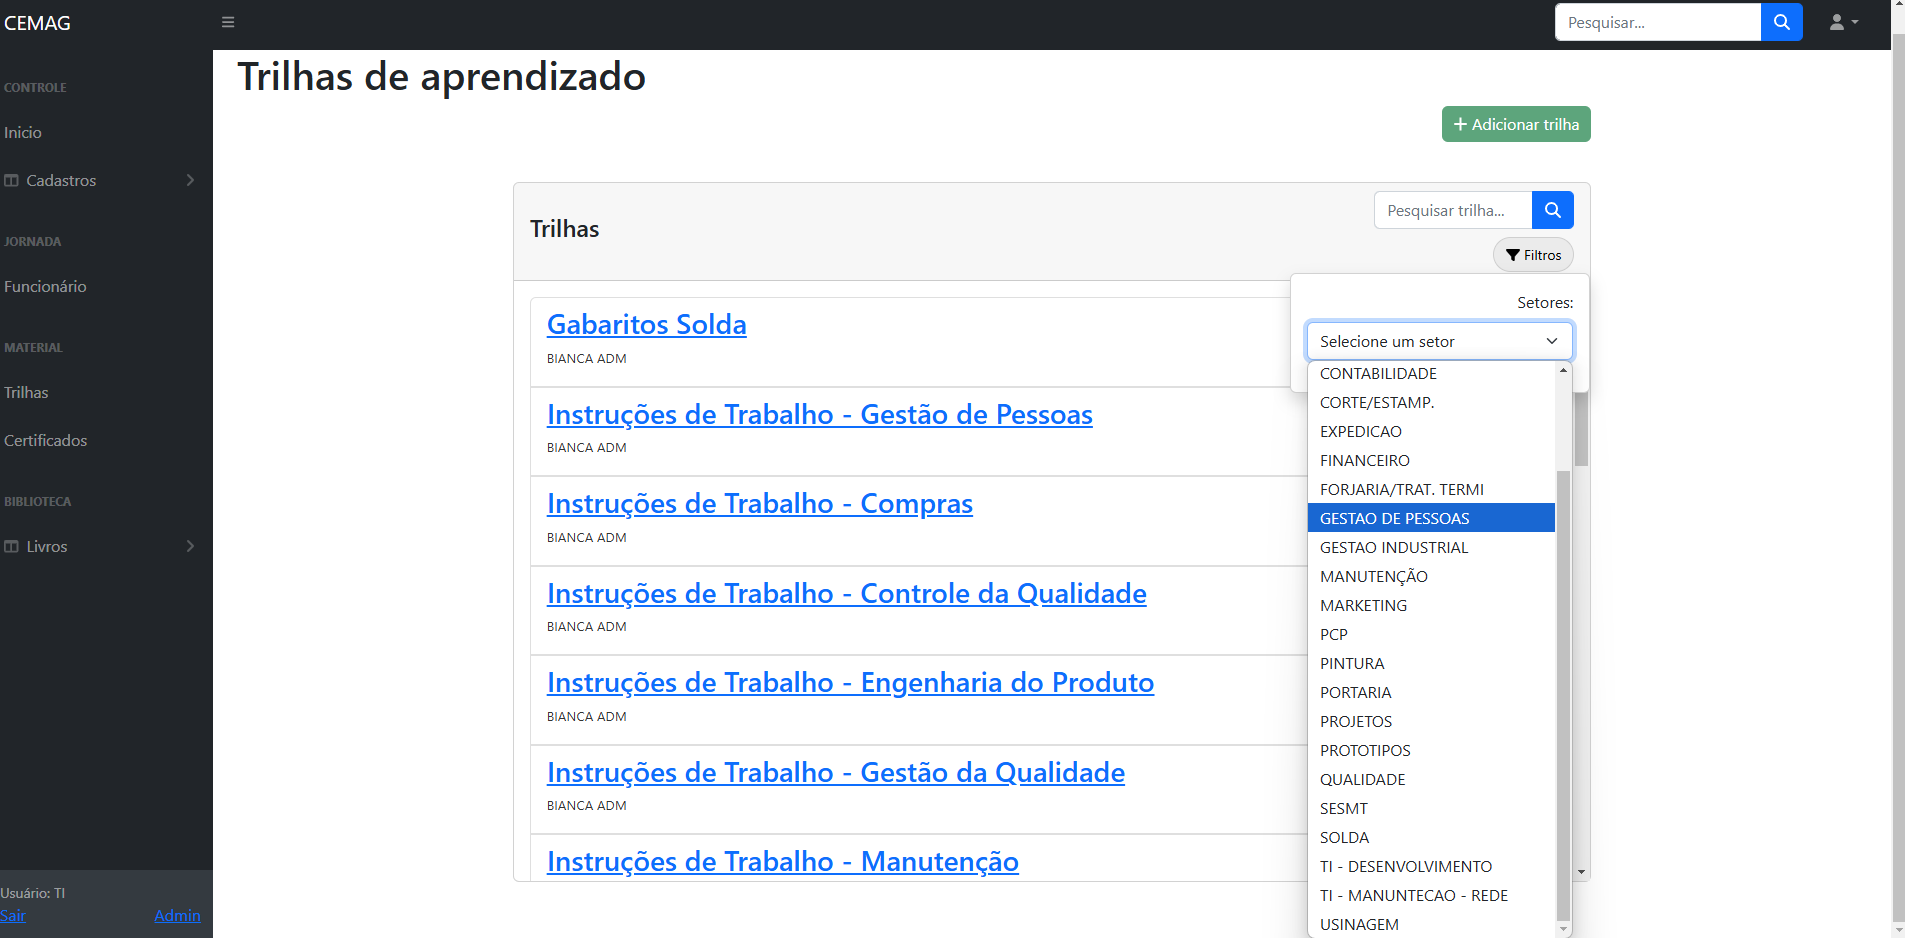 CEMAG
Pesquisar...
CONTROLE
Inicio
Cadastros
JORNADA
Funcionário
MATERIAL
Trilhas
Certificados
BIBLIOTECA
Livros
Usuário: TI
Sair
Admin
Trilhas de aprendizado
Adicionar trilha
Trilhas
Pesquisar trilha...
Filtros
Gabaritos Solda
BIANCA ADM
Instruções de Trabalho - Gestão de Pessoas
BIANCA ADM
Instruções de Trabalho - Compras
BIANCA ADM
Instruções de Trabalho - Controle da Qualidade
BIANCA ADM
Instruções de Trabalho - Engenharia do Produto
BIANCA ADM
Instruções de Trabalho - Gestão da Qualidade
BIANCA ADM
Instruções de Trabalho - Manutenção
Setores:
Selecione um setor
CONTABILIDADE
CORTE/ESTAMP.
EXPEDICAO
FINANCEIRO
FORJARIA/TRAT. TERMI
GESTAO DE PESSOAS
GESTAO INDUSTRIAL
MANUTENÇÃO
MARKETING
PCP
PINTURA
PORTARIA
PROJETOS
PROTOTIPOS
QUALIDADE
SESMT
SOLDA
TI - DESENVOLVIMENTO
TI - MANUNTECAO - REDE
USINAGEM